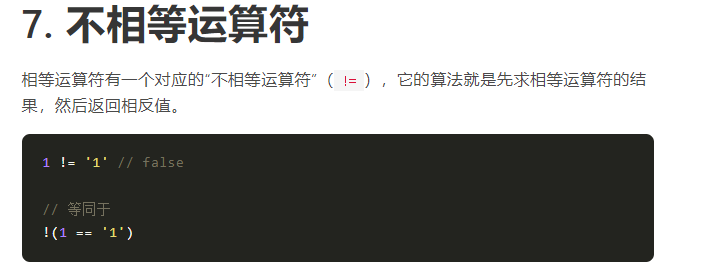 7. 不相等运算符
相等运算符有一个对应的“不相等运算符”（ != ），它的算法就是先求相等运算符的结
果，然后返回相反值。
1 != '1' // false
// 等同于
!(1 == '1')